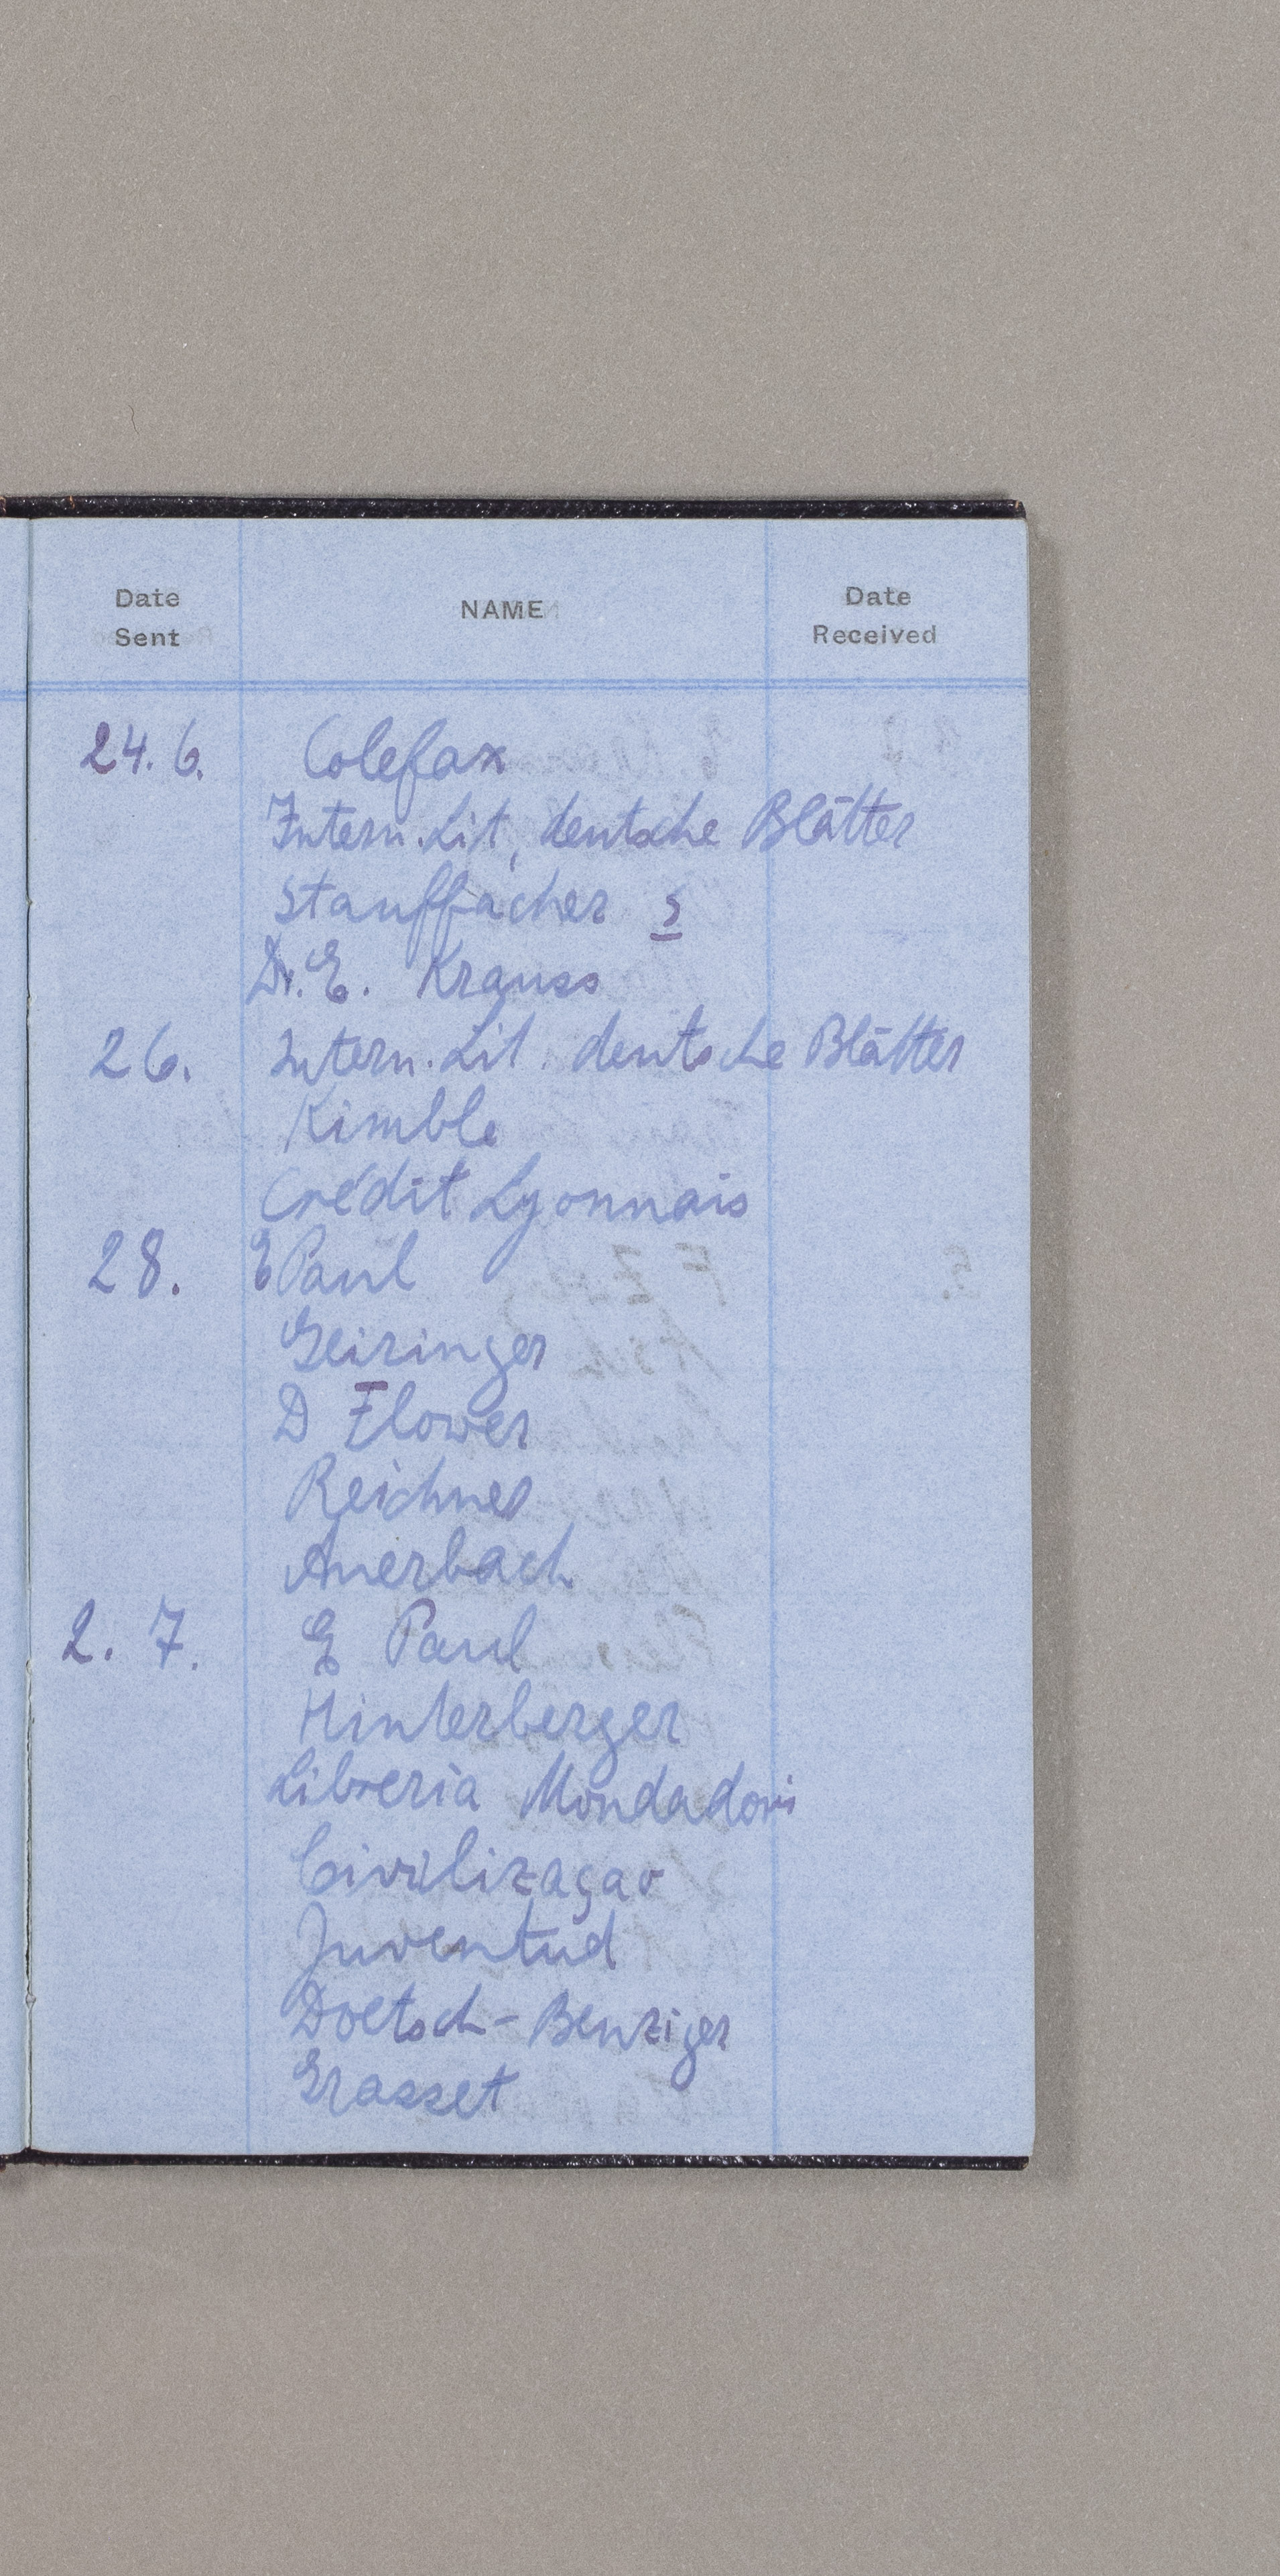 Date Sent NAME Date Received
24. 6. Colefax
Intern. Lit, deutsche Blätter
Stauffacher s
Dr. E. Krauss
26. Intern. Lit. deutsche Blätter
Kimble
Crédit Lyonnais
28. E Paul
Geiringer
D Flower
Reichner
Auerbach
2. 7. E Paul
Hinterberger
Libreria Mondadori
Civilizaçao
Juventud
Doetsch-Benziger
Grasset